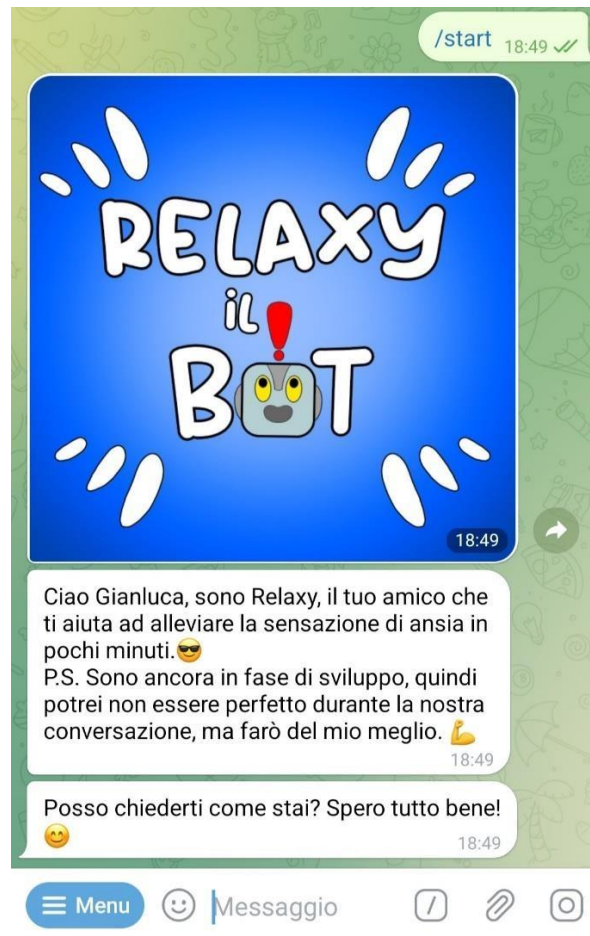 /start 18:49
RELAXY
il
BOT
18:49
Ciao Gianluca, sono Relaxy, il tuo amico che
ti aiuta ad alleviare la sensazione di ansia in
pochi minuti.😎
P.S. Sono ancora in fase di sviluppo, quindi
potrei non essere perfetto durante la nostra
conversazione, ma farò del mio meglio. 💪
18:49
Posso chiederti come stai? Spero tutto bene!
😊
18:49
Menu Messaggio /